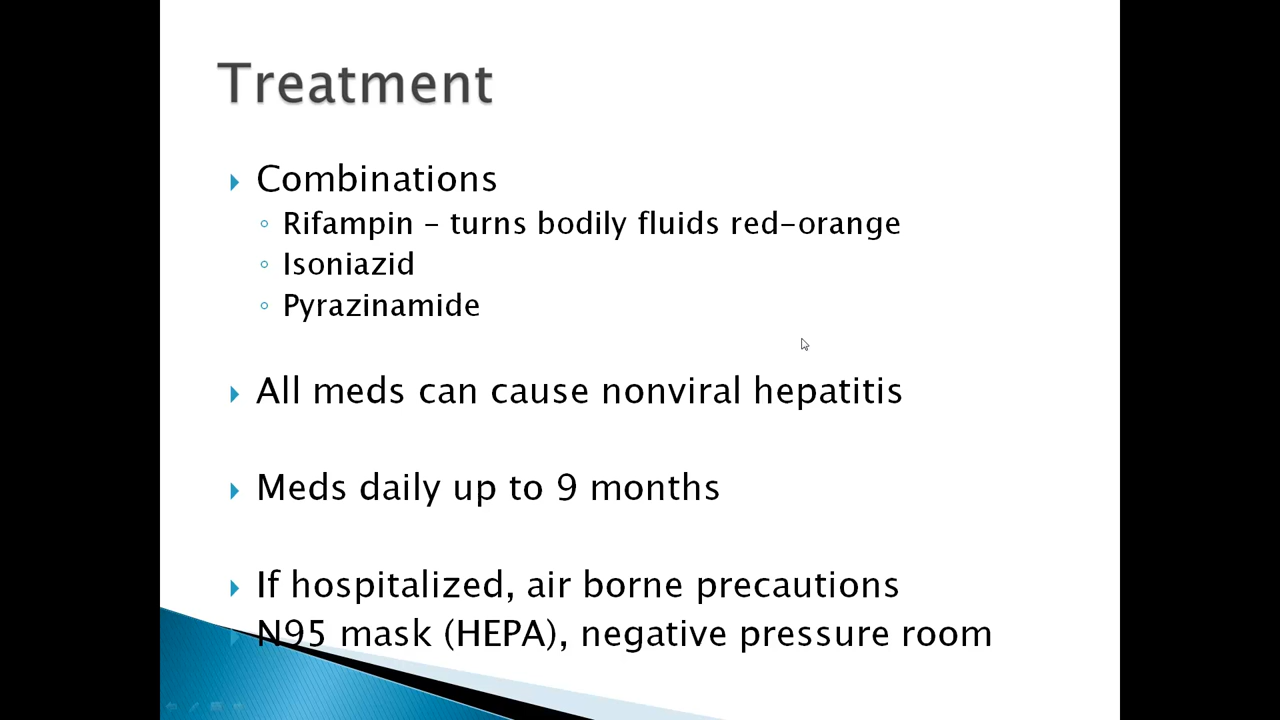 Treatment
Combinations
Rifampin – turns bodily fluids red-orange
Isoniazid
Pyrazinamide
All meds can cause nonviral hepatitis
Meds daily up to 9 months
If hospitalized, air borne precautions
N95 mask (HEPA), negative pressure room